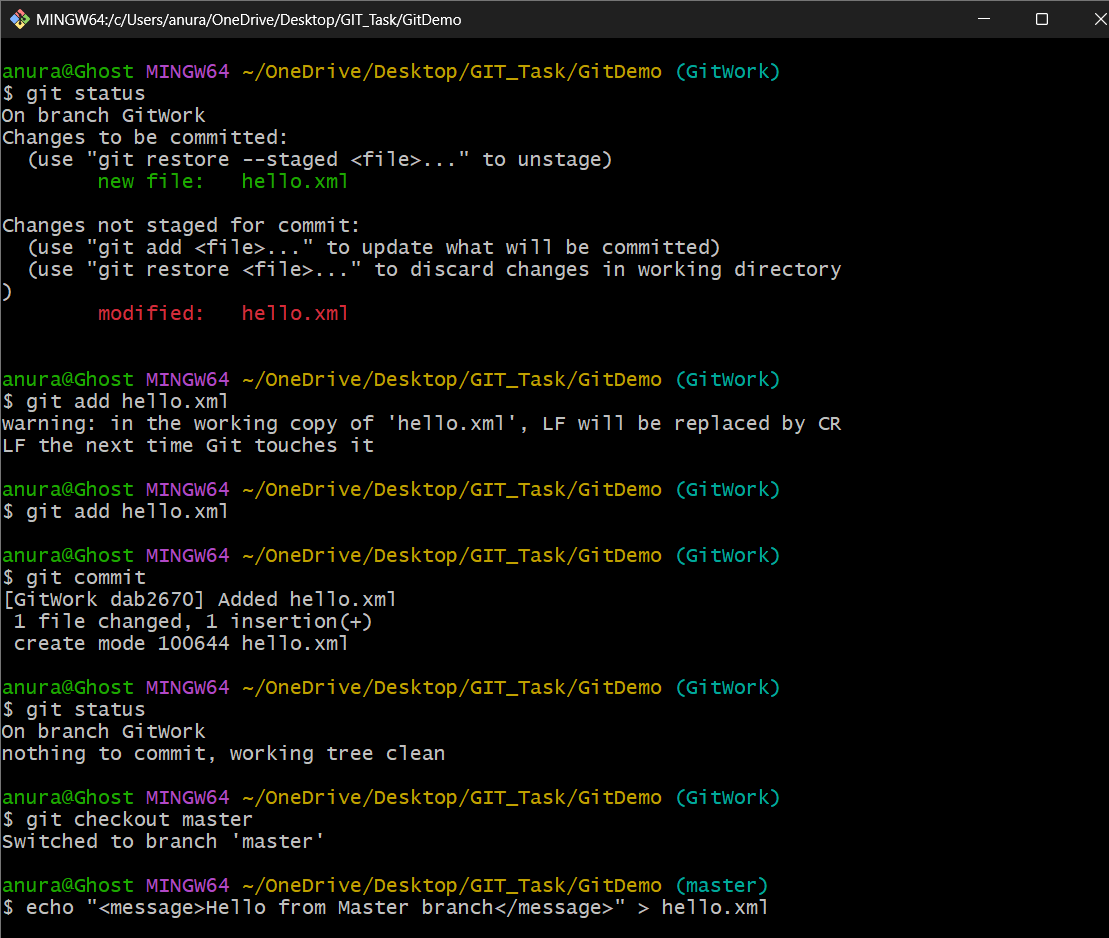 MINGW64:/c/Users/anura/OneDrive/Desktop/GIT_Task/GitDemo
anura@Ghost MINGW64 ~/OneDrive/Desktop/GIT_Task/GitDemo (GitWork)
$ git status
On branch GitWork
Changes to be committed:
  (use "git restore --staged <file>..." to unstage)
        new file:   hello.xml

Changes not staged for commit:
  (use "git add <file>..." to update what will be committed)
  (use "git restore <file>..." to discard changes in working directory
)
        modified:   hello.xml


anura@Ghost MINGW64 ~/OneDrive/Desktop/GIT_Task/GitDemo (GitWork)
$ git add hello.xml
warning: in the working copy of 'hello.xml', LF will be replaced by CR
LF the next time Git touches it

anura@Ghost MINGW64 ~/OneDrive/Desktop/GIT_Task/GitDemo (GitWork)
$ git add hello.xml

anura@Ghost MINGW64 ~/OneDrive/Desktop/GIT_Task/GitDemo (GitWork)
$ git commit
[GitWork dab2670] Added hello.xml
 1 file changed, 1 insertion(+)
 create mode 100644 hello.xml

anura@Ghost MINGW64 ~/OneDrive/Desktop/GIT_Task/GitDemo (GitWork)
$ git status
On branch GitWork
nothing to commit, working tree clean

anura@Ghost MINGW64 ~/OneDrive/Desktop/GIT_Task/GitDemo (GitWork)
$ git checkout master
Switched to branch 'master'

anura@Ghost MINGW64 ~/OneDrive/Desktop/GIT_Task/GitDemo (master)
$ echo "<message>Hello from Master branch</message>" > hello.xml